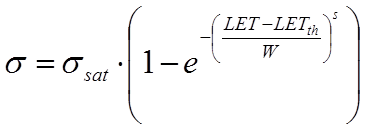 σ = σ_sat · ( 1 − e^{−((LET − LET_th) / W)^s} )